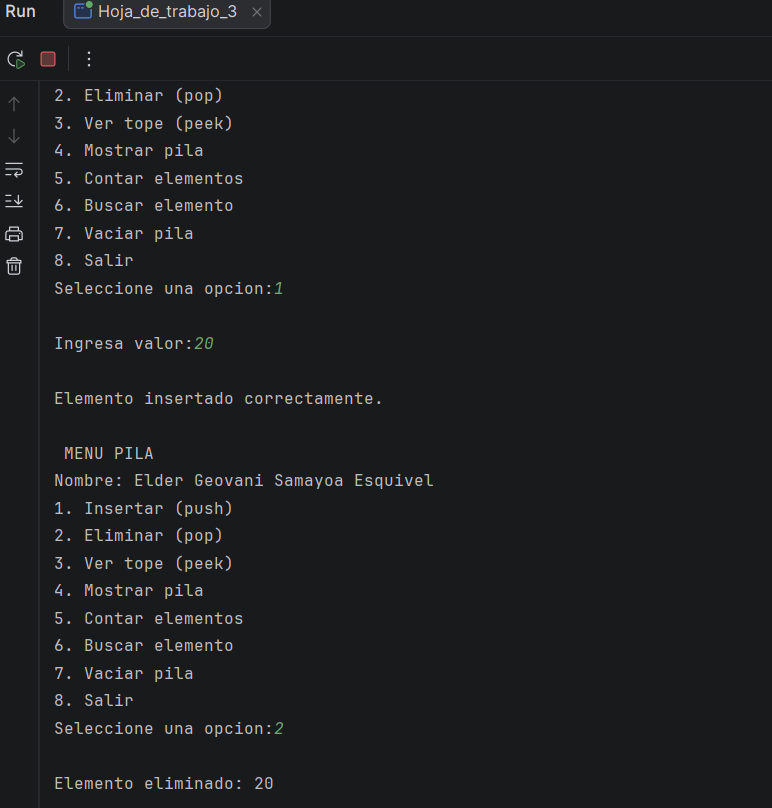 Run
Hoja_de_trabajo_3
2. Eliminar (pop)
3. Ver tope (peek)
4. Mostrar pila
5. Contar elementos
6. Buscar elemento
7. Vaciar pila
8. Salir
Seleccione una opcion:1
Ingresa valor:20
Elemento insertado correctamente.
MENU PILA
Nombre: Elder Geovani Samayoa Esquivel
1. Insertar (push)
2. Eliminar (pop)
3. Ver tope (peek)
4. Mostrar pila
5. Contar elementos
6. Buscar elemento
7. Vaciar pila
8. Salir
Seleccione una opcion:2
Elemento eliminado: 20